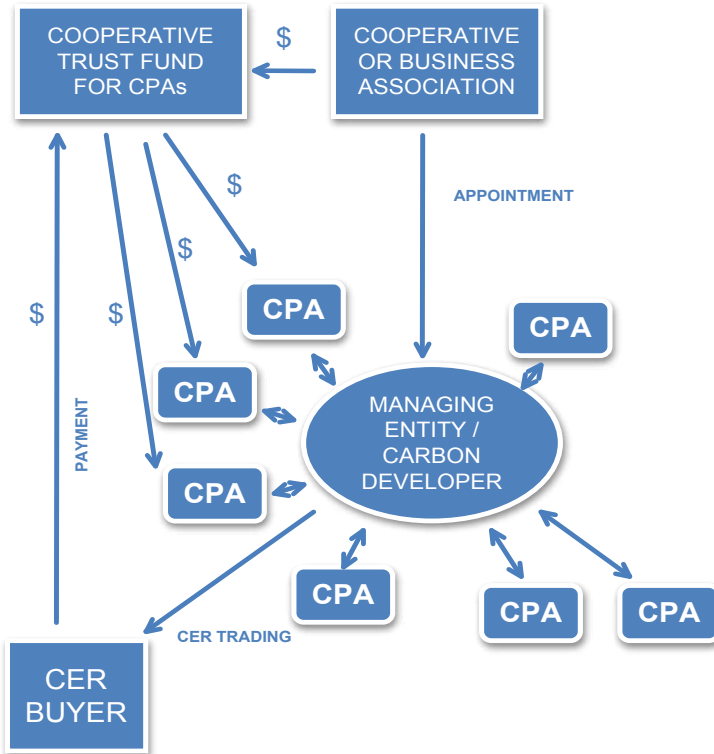 COOPERATIVE
TRUST FUND
FOR CPAs
$
COOPERATIVE
OR BUSINESS
ASSOCIATION
$
APPOINTMENT
$
$
$
CPA
CPA
CPA
MANAGING
ENTITY /
CARBON
DEVELOPER
PAYMENT
CPA
CPA
CPA
CPA
CER TRADING
CER
BUYER